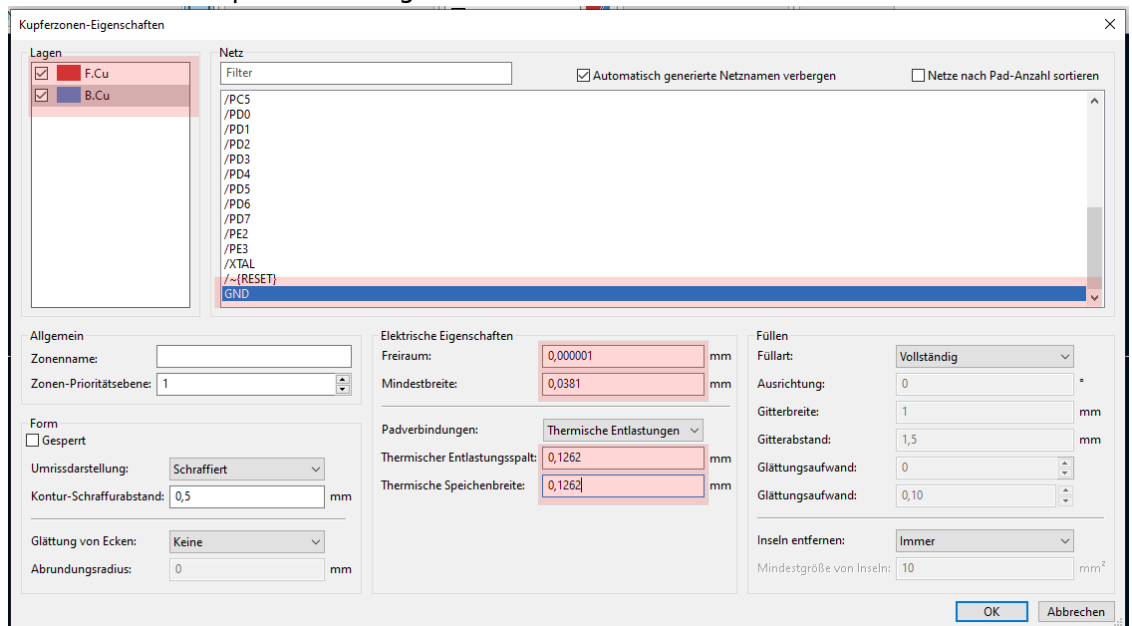 Kupferzonen-Eigenschaften
Lagen
F.Cu
B.Cu
Netz
Filter
Automatisch generierte Netznamen verbergen
Netze nach Pad-Anzahl sortieren
/PC5
/PD0
/PD1
/PD2
/PD3
/PD4
/PD5
/PD6
/PD7
/PE2
/PE3
/XTAL
/~{RESET}
GND
Allgemein
Zonenname:
Zonen-Prioritätsebene: 1
Form
Gesperrt
Umrissdarstellung: Schraffiert
Kontur-Schraffurabstand: 0,5 mm
Glättung von Ecken: Keine
Abrundungsradius: 0 mm
Elektrische Eigenschaften
Freiraum: 0,000001 mm
Mindestbreite: 0,0381 mm
Padverbindungen: Thermische Entlastungen
Thermischer Entlastungsspalt: 0,1262 mm
Thermische Speichenbreite: 0,1262 mm
Füllen
Füllart: Vollständig
Ausrichtung: 0 °
Gitterbreite: 1 mm
Gitterabstand: 1,5 mm
Glättungsaufwand: 0
Glättungsaufwand: 0,10
Inseln entfernen: Immer
Mindestgröße von Inseln: 10 mm²
OK
Abbrechen